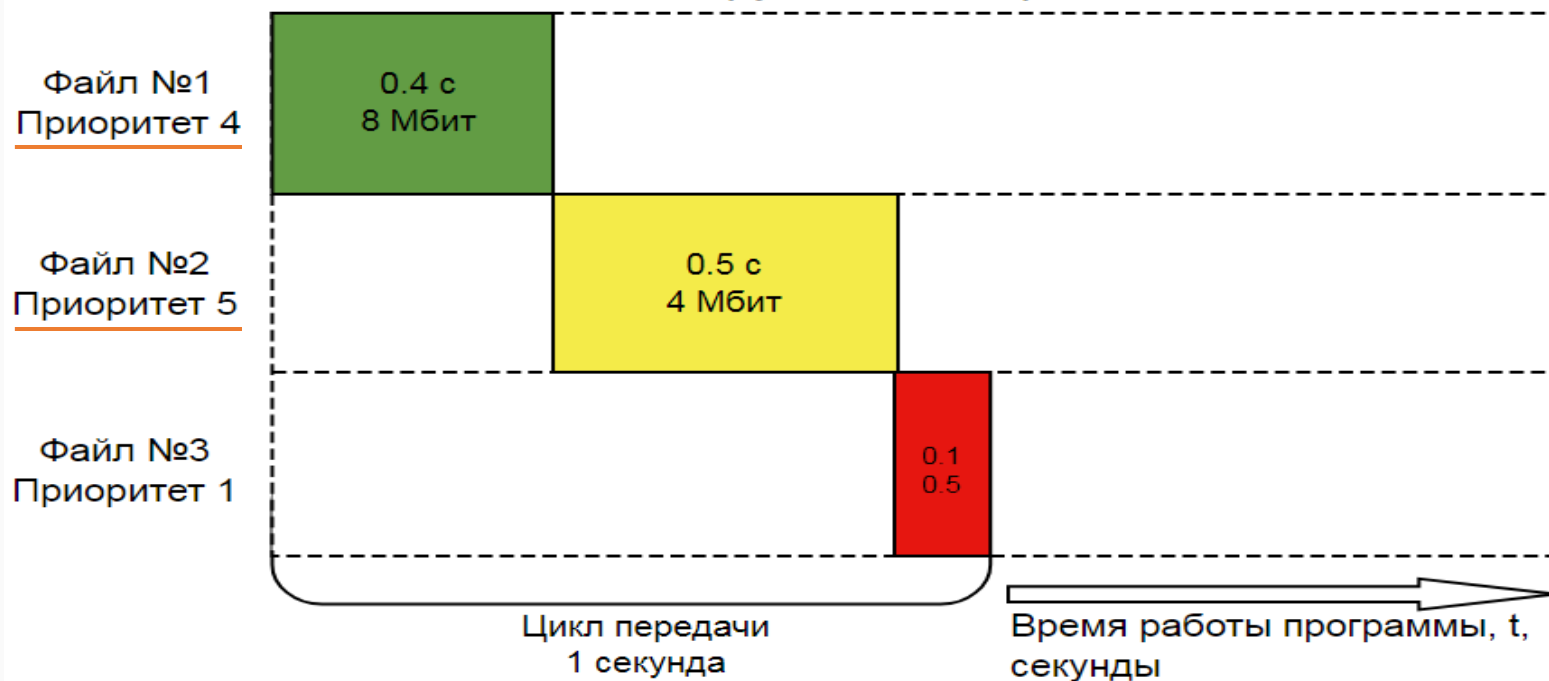 Файл №1
Приоритет 4
0.4 с
8 Мбит
Файл №2
Приоритет 5
0.5 с
4 Мбит
Файл №3
Приоритет 1
0.1
0.5
Цикл передачи
1 секунда
Время работы программы, t,
секунды